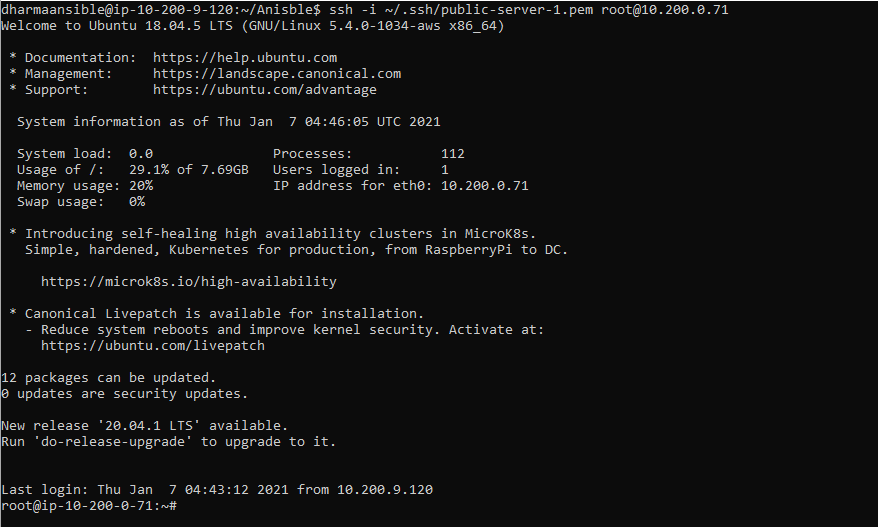 dharmaansible@ip-10-200-9-120:~/Anisble$ ssh -i ~/.ssh/public-server-1.pem root@10.200.0.71
Welcome to Ubuntu 18.04.5 LTS (GNU/Linux 5.4.0-1034-aws x86_64)
* Documentation:  https://help.ubuntu.com
* Management:     https://landscape.canonical.com
* Support:        https://ubuntu.com/advantage
System information as of Thu Jan  7 04:46:05 UTC 2021
System load:  0.0               Processes:           112
Usage of /:   29.1% of 7.69GB   Users logged in:     1
Memory usage: 20%               IP address for eth0: 10.200.0.71
Swap usage:   0%
* Introducing self-healing high availability clusters in MicroK8s.
Simple, hardened, Kubernetes for production, from RaspberryPi to DC.
https://microk8s.io/high-availability
* Canonical Livepatch is available for installation.
- Reduce system reboots and improve kernel security. Activate at:
https://ubuntu.com/livepatch
12 packages can be updated.
0 updates are security updates.
New release '20.04.1 LTS' available.
Run 'do-release-upgrade' to upgrade to it.
Last login: Thu Jan  7 04:43:12 2021 from 10.200.9.120
root@ip-10-200-0-71:~#